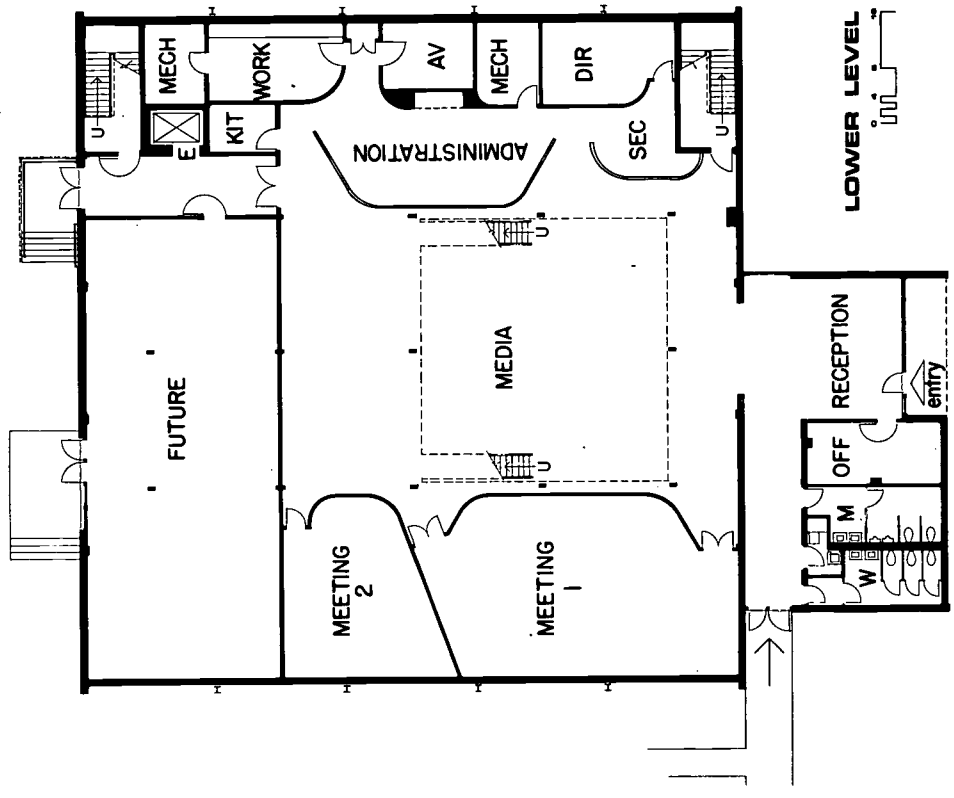 U
MECH
FUTURE
E
KIT
WORK
MEETING
2
ADMINISTRATION
AV
MECH
MEDIA
MEETING
1
U
U
DIR
SEC
U
W
M
OFF
RECEPTION
entry
LOWER LEVEL